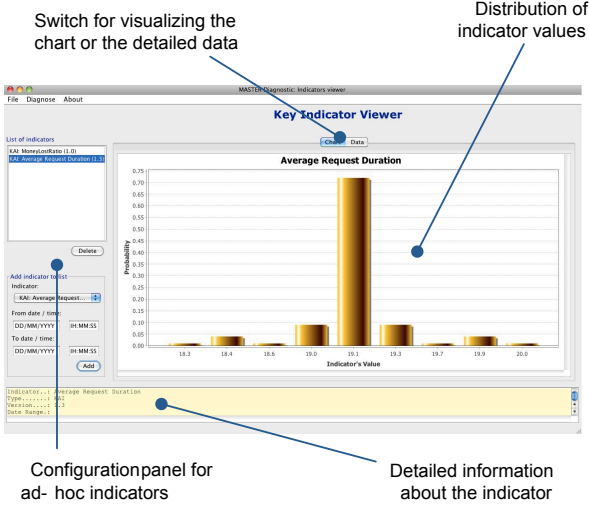 Switch for visualizing the
chart or the detailed data
Distribution of
indicator values
MASTER Diagnostic: Indicators viewer
File Diagnose About
Key Indicator Viewer
List of indicators
KAI: MoneyLostRatio (1.0)
KAI: Average Request Duration (1.3)
Delete
Add indicator to list
Indicator:
KAI: Average Request...
From date / time:
DD/MM/YYYY IH:MM:SS
To date / time:
DD/MM/YYYY IH:MM:SS
Add
Chart Data
Average Request Duration
Probability
0.75
0.70
0.65
0.60
0.55
0.50
0.45
0.40
0.35
0.30
0.25
0.20
0.15
0.10
0.05
0.00
18.3 18.4 18.6 19.0 19.1 19.3 19.7 19.9 20.0
Indicator's Value
Indicator..: Average Request Duration
Type.......: KAI
Version....: 1.3
Date Range.:
Configuration panel for
ad- hoc indicators
Detailed information
about the indicator